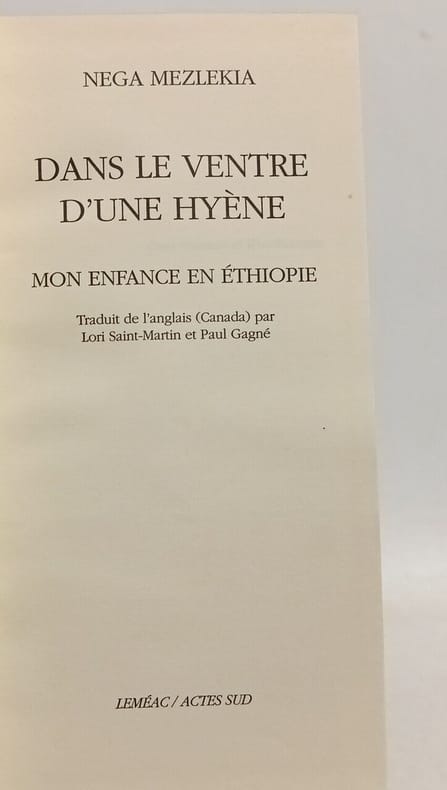 NEGA MEZLEKIA
DANS LE VENTRE
D'UNE HYÈNE
MON ENFANCE EN ÉTHIOPIE
Traduit de l'anglais (Canada) par
Lori Saint-Martin et Paul Gagné
LEMÉAC / ACTES SUD